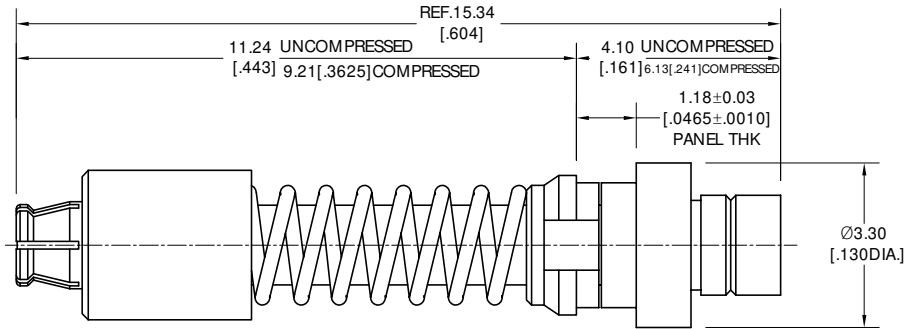 REF.15.34
[.604]
11.24 UNCOMPRESSED
[.443] 9.21[.3625]COMPRESSED
4.10 UNCOMPRESSED
[.161] 6.13[.241]COMPRESSED
1.18±0.03
[.0465±.0010]
PANEL THK
Ø3.30
[.130DIA.]